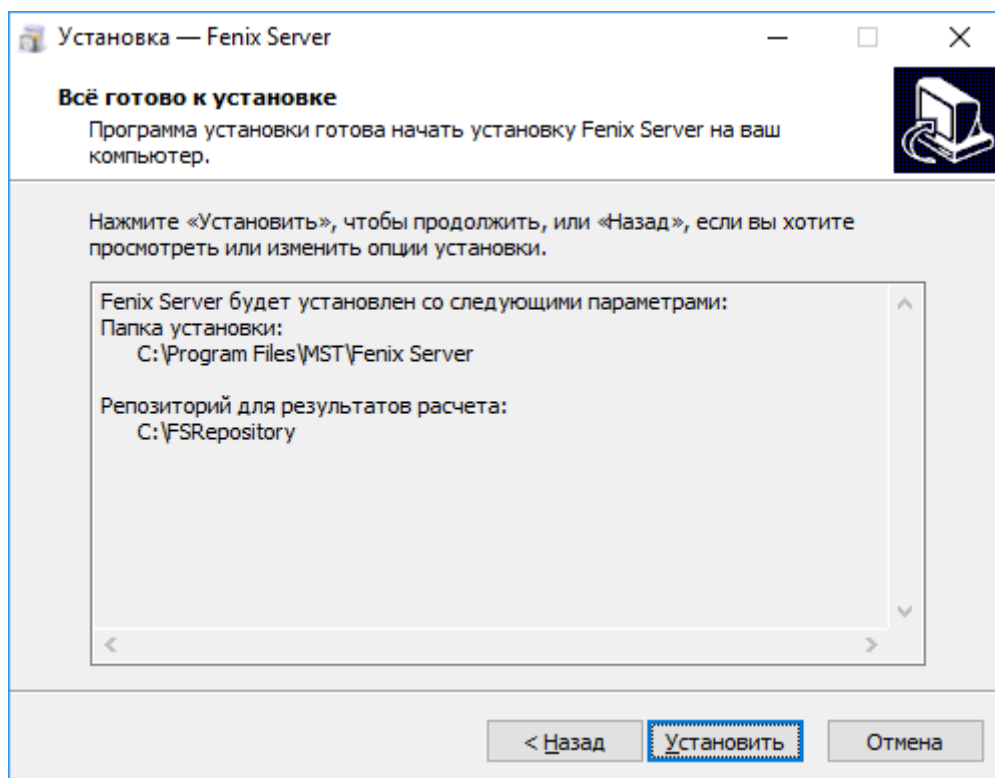 Установка — Fenix Server
Всё готово к установке
Программа установки готова начать установку Fenix Server на ваш
компьютер.
Нажмите «Установить», чтобы продолжить, или «Назад», если вы хотите
просмотреть или изменить опции установки.
Fenix Server будет установлен со следующими параметрами:
Папка установки:
C:\Program Files\MST\Fenix Server
Репозиторий для результатов расчета:
C:\FSRepository
< Назад
Установить
Отмена